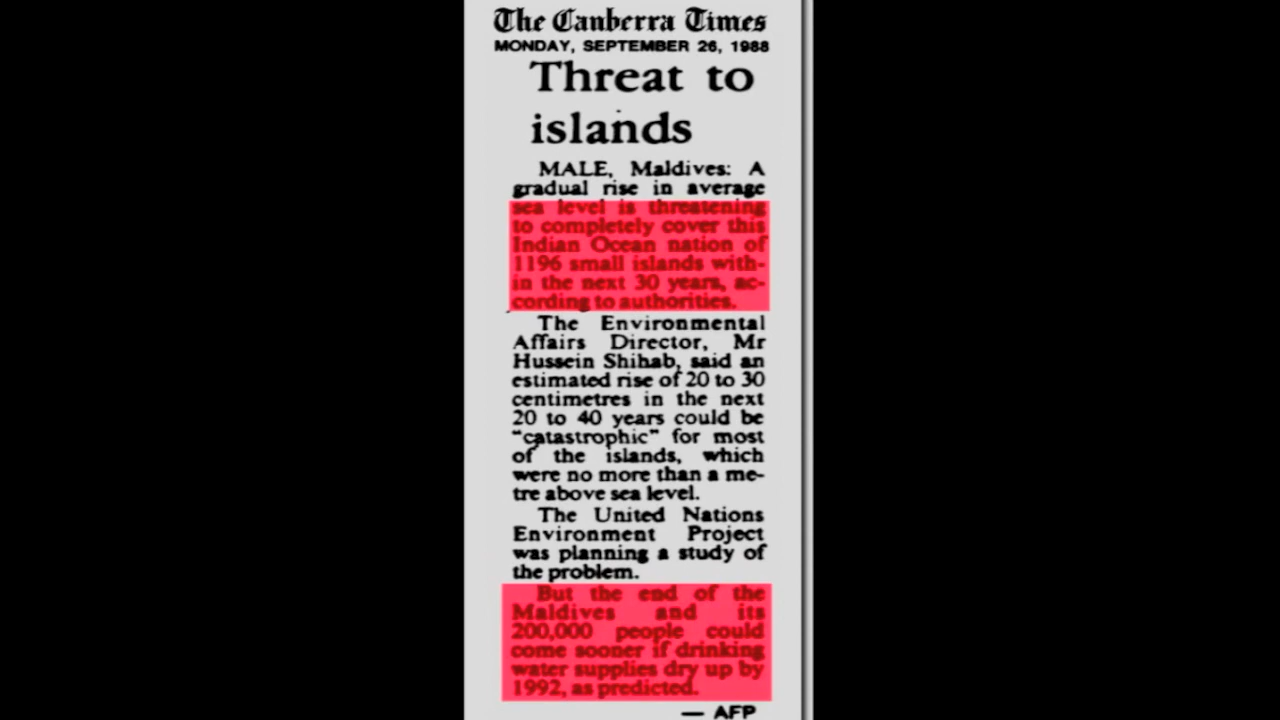 The Canberra Times
MONDAY, SEPTEMBER 26, 1988
Threat to
islands
MALE, Maldives: A
gradual rise in average
sea level is threatening
to completely cover this
Indian Ocean nation of
1196 small islands with-
in the next 30 years, ac-
cording to authorities.
The Environmental
Affairs Director, Mr
Hussein Shihab, said an
estimated rise of 20 to 30
centimetres in the next
20 to 40 years could be
"catastrophic" for most
of the islands, which
were no more than a me-
tre above sea level.
The United Nations
Environment Project
was planning a study of
the problem.
But the end of the
Maldives and its
200,000 people could
come sooner if drinking
water supplies dry up by
1992, as predicted.
— AFP